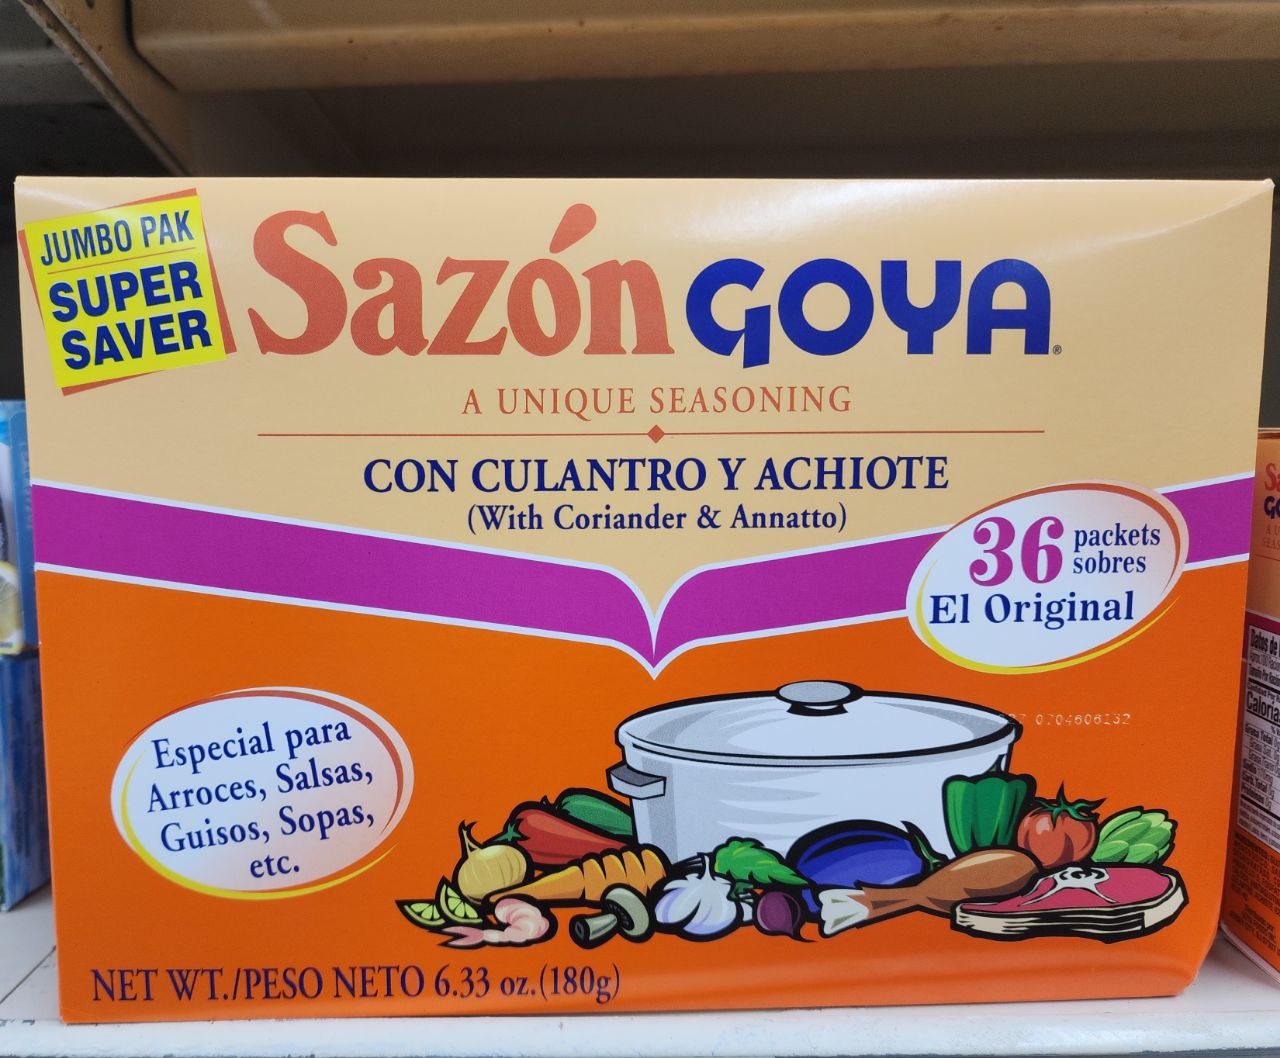 JUMBO PAK
SUPER
SAVER
Sazón GOYA®
A UNIQUE SEASONING
CON CULANTRO Y ACHIOTE
(With Coriander & Annatto)
36 packets
sobres
El Original
Especial para
Arroces, Salsas,
Guisos, Sopas,
etc.
NET WT./PESO NETO 6.33 oz.(180g)